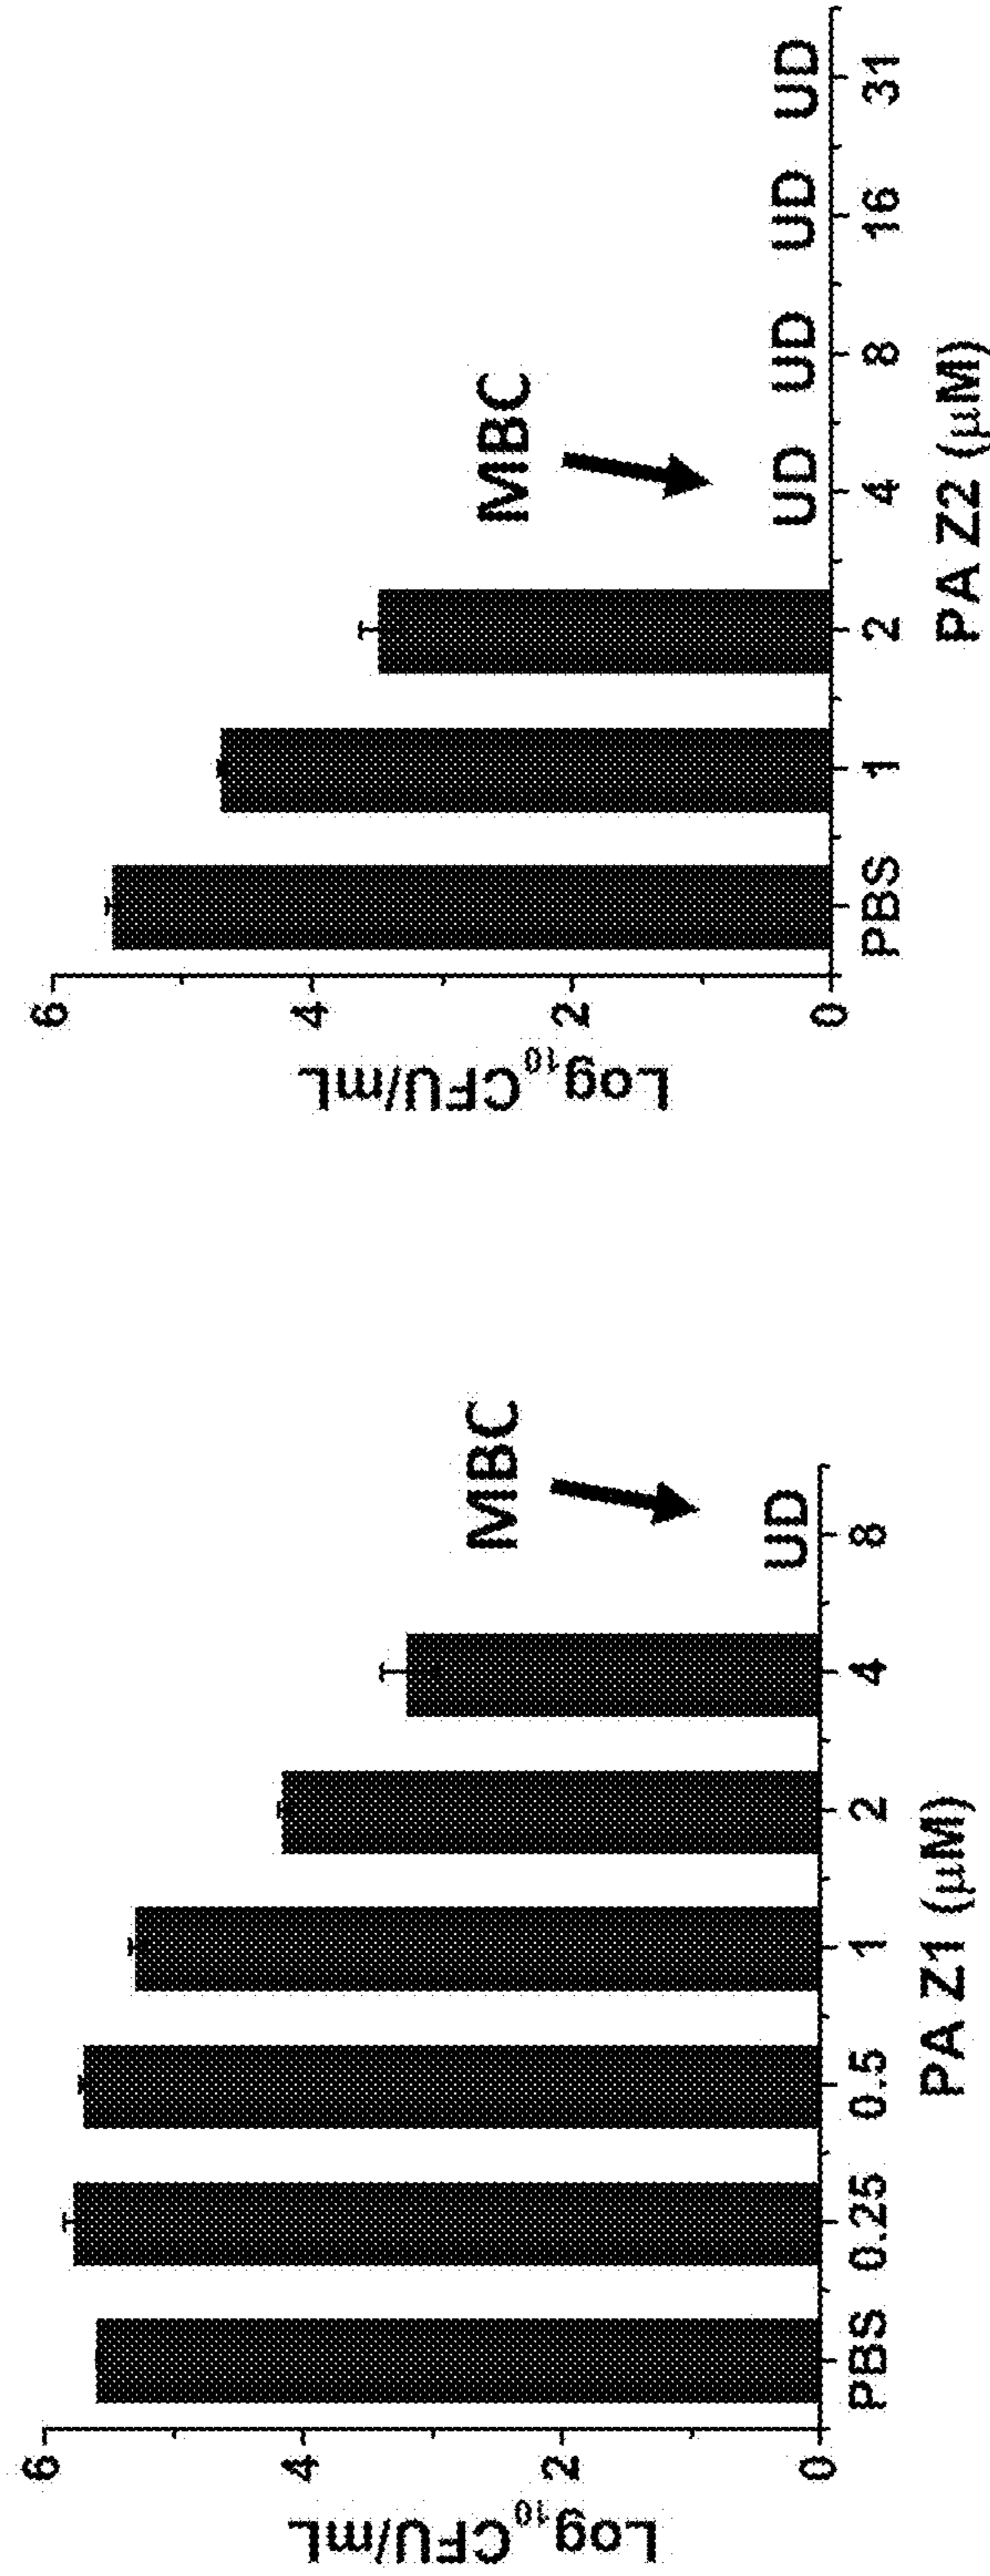 Log₁₀CFU/mL
6
4
2
0
MBC
UD
PBS 0.25 0.5 1 2 4 8
PA Z1 (μM)
Log₁₀CFU/mL
6
4
2
0
MBC
UD UD UD UD
PBS 1 2 4 8 16 31
PA Z2 (μM)